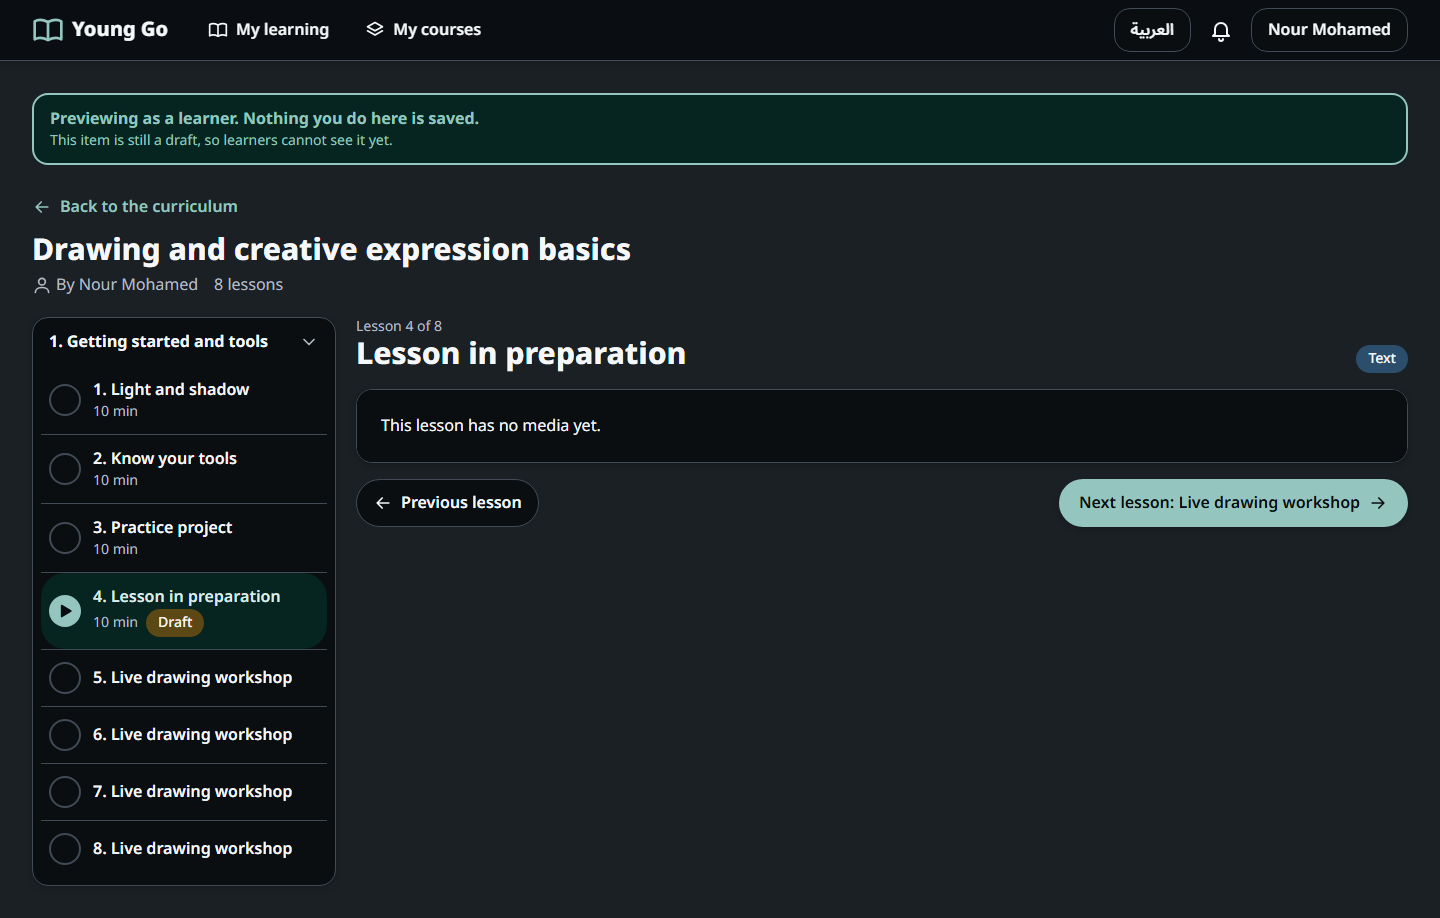 Young Go
My learning
My courses
العربية
Nour Mohamed
Previewing as a learner. Nothing you do here is saved.
This item is still a draft, so learners cannot see it yet.
Back to the curriculum
Drawing and creative expression basics
By Nour Mohamed
8 lessons
1. Getting started and tools
1. Light and shadow
10 min
2. Know your tools
10 min
3. Practice project
10 min
4. Lesson in preparation
10 min
Draft
5. Live drawing workshop
6. Live drawing workshop
7. Live drawing workshop
8. Live drawing workshop
Lesson 4 of 8
Lesson in preparation
Text
This lesson has no media yet.
Previous lesson
Next lesson: Live drawing workshop